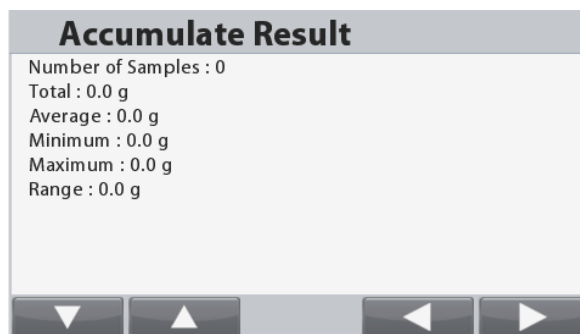 Accumulate Result
Number of Samples : 0
Total : 0.0 g
Average : 0.0 g
Minimum : 0.0 g
Maximum : 0.0 g
Range : 0.0 g